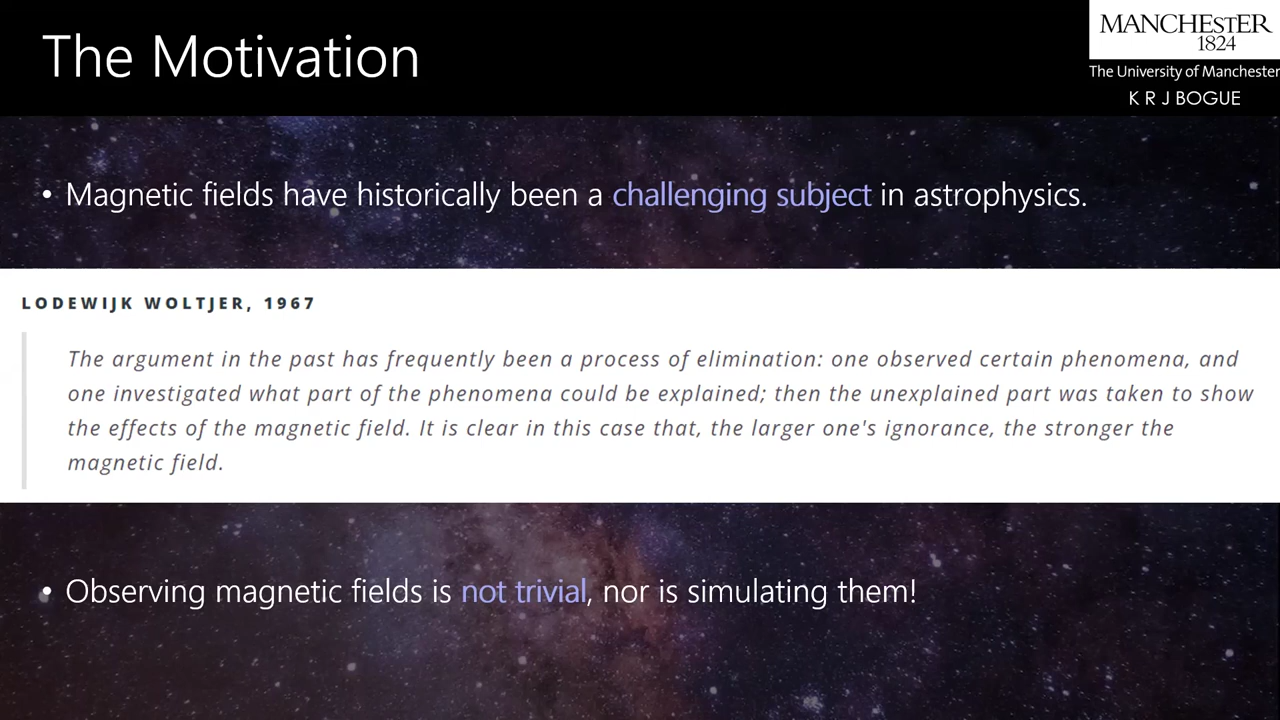 The Motivation
MANCHESTER
1824
The University of Manchester
K R J BOGUE
• Magnetic fields have historically been a challenging subject in astrophysics.
LODEWIJK WOLTJER, 1967
The argument in the past has frequently been a process of elimination: one observed certain phenomena, and
one investigated what part of the phenomena could be explained; then the unexplained part was taken to show
the effects of the magnetic field. It is clear in this case that, the larger one's ignorance, the stronger the
magnetic field.
• Observing magnetic fields is not trivial, nor is simulating them!